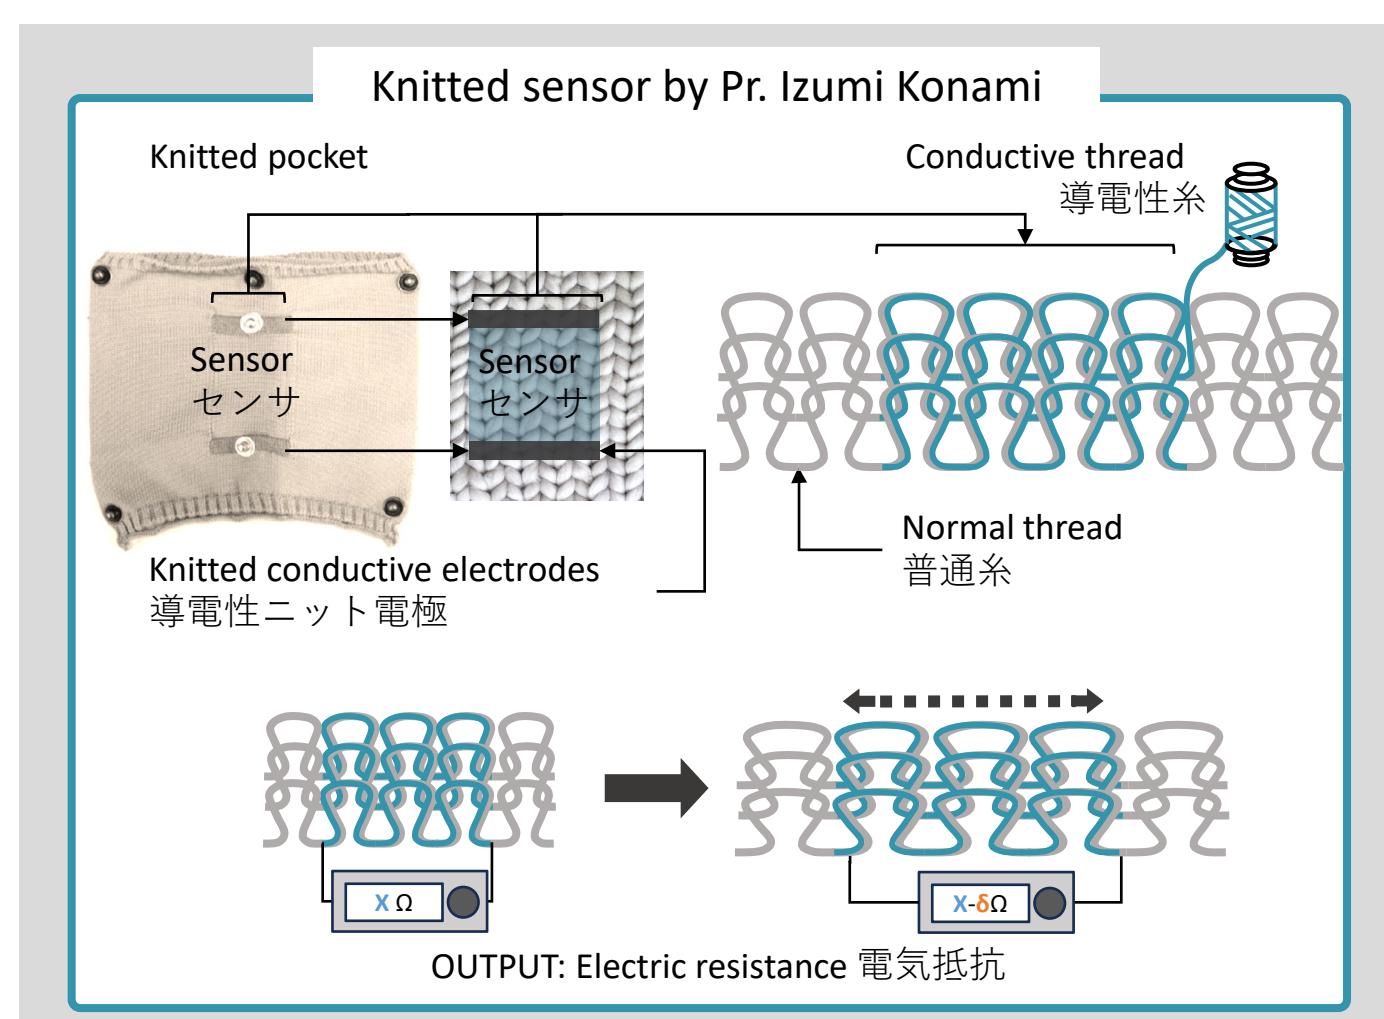 Knitted sensor by Pr. Izumi Konami
Knitted pocket
Conductive thread
導電性糸
Sensor
センサ
Sensor
センサ
Normal thread
普通糸
Knitted conductive electrodes
導電性ニット電極
X Ω
X-δΩ
OUTPUT: Electric resistance 電気抵抗